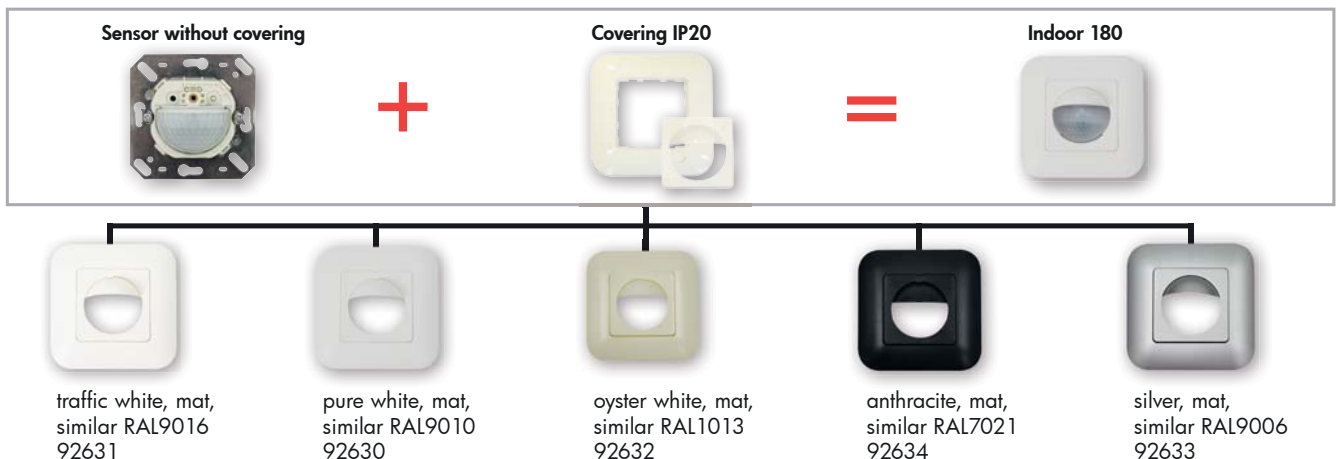 Sensor without covering
Covering IP20
Indoor 180
+
=
traffic white, mat,
similar RAL9016
92631
pure white, mat,
similar RAL9010
92630
oyster white, mat,
similar RAL1013
92632
anthracite, mat,
similar RAL7021
92634
silver, mat,
similar RAL9006
92633